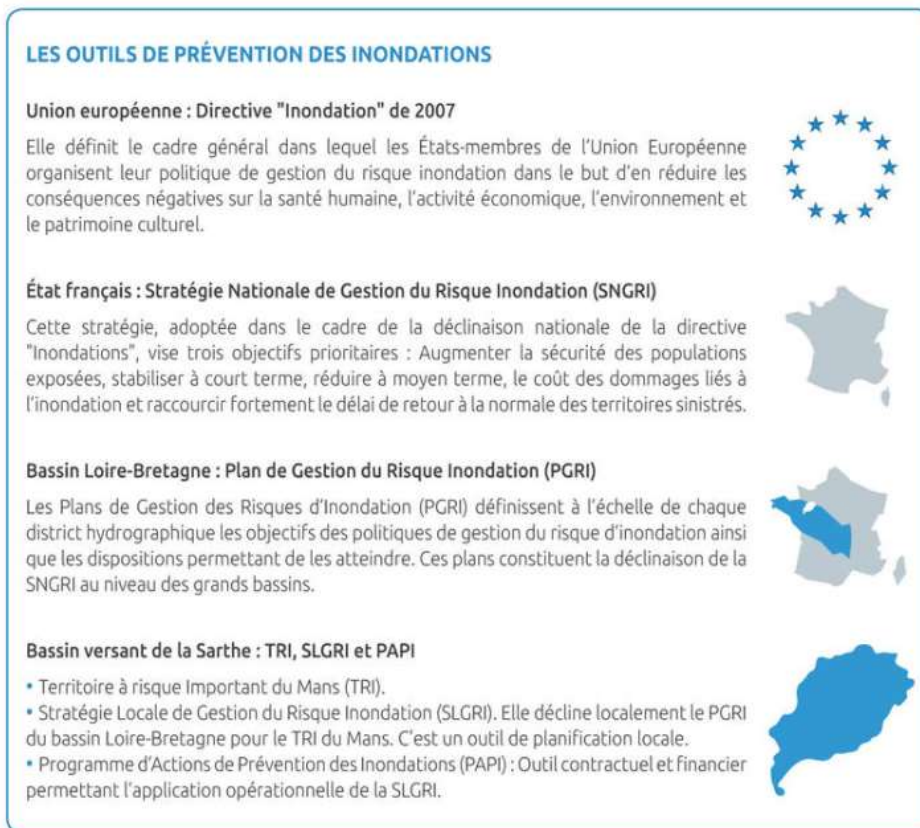 LES OUTILS DE PRÉVENTION DES INONDATIONS
Union européenne : Directive "Inondation" de 2007
Elle définit le cadre général dans lequel les États-membres de l'Union Européenne
organisent leur politique de gestion du risque inondation dans le but d'en réduire les
conséquences négatives sur la santé humaine, l'activité économique, l'environnement et
le patrimoine culturel.
État français : Stratégie Nationale de Gestion du Risque Inondation (SNGRI)
Cette stratégie, adoptée dans le cadre de la déclinaison nationale de la directive
"Inondations", vise trois objectifs prioritaires : Augmenter la sécurité des populations
exposées, stabiliser à court terme, réduire à moyen terme, le coût des dommages liés à
l'inondation et raccourcir fortement le délai de retour à la normale des territoires sinistrés.
Bassin Loire-Bretagne : Plan de Gestion du Risque Inondation (PGRI)
Les Plans de Gestion des Risques d'Inondation (PGRI) définissent à l'échelle de chaque
district hydrographique les objectifs des politiques de gestion du risque d'inondation ainsi
que les dispositions permettant de les atteindre. Ces plans constituent la déclinaison de la
SNGRI au niveau des grands bassins.
Bassin versant de la Sarthe : TRI, SLGRI et PAPI
• Territoire à risque Important du Mans (TRI).
• Stratégie Locale de Gestion du Risque Inondation (SLGRI). Elle décline localement le PGRI
du bassin Loire-Bretagne pour le TRI du Mans. C'est un outil de planification locale.
• Programme d'Actions de Prévention des Inondations (PAPI) : Outil contractuel et financier
permettant l'application opérationnelle de la SLGRI.